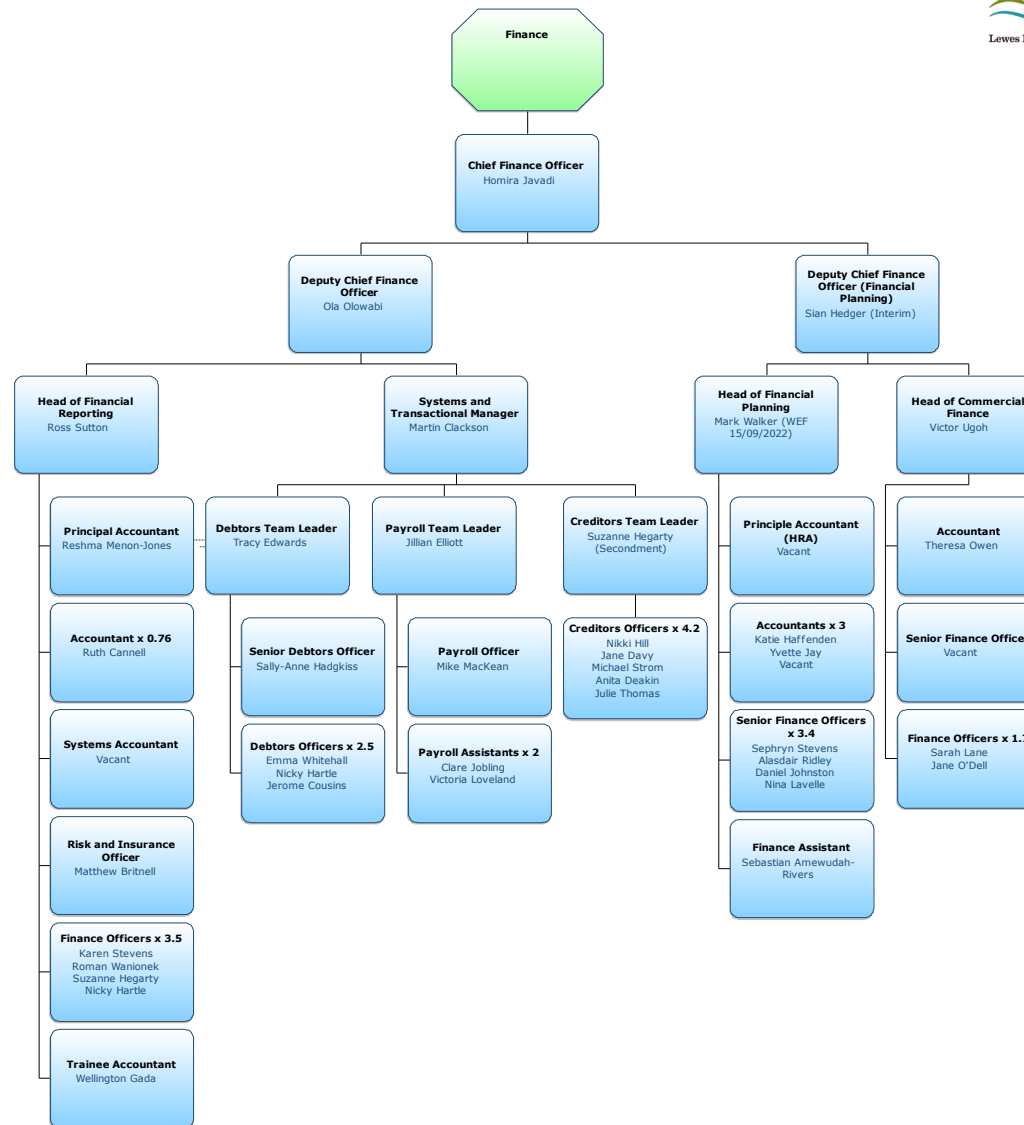 Finance
Lewes
Chief Finance Officer
Homira Javadi
Deputy Chief Finance
Officer
Ola Olowabi
Deputy Chief Finance
Officer (Financial
Planning)
Sian Hedger (Interim)
Head of Financial
Reporting
Ross Sutton
Systems and
Transactional Manager
Martin Clackson
Head of Financial
Planning
Mark Walker (WEF
15/09/2022)
Head of Commercial
Finance
Victor Ugoh
Principal Accountant
Reshma Menon-Jones
Debtors Team Leader
Tracy Edwards
Payroll Team Leader
Jillian Elliott
Creditors Team Leader
Suzanne Hegarty
(Secondment)
Principle Accountant
(HRA)
Vacant
Accountant
Theresa Owen
Accountant x 0.76
Ruth Cannell
Senior Debtors Officer
Sally-Anne Hadgkiss
Payroll Officer
Mike MacKean
Creditors Officers x 4.2
Nikki Hill
Jane Davy
Michael Strom
Anita Deakin
Julie Thomas
Accountants x 3
Katie Haffenden
Yvette Jay
Vacant
Senior Finance Office
Vacant
Systems Accountant
Vacant
Debtors Officers x 2.5
Emma Whitehall
Nicky Hartle
Jerome Cousins
Payroll Assistants x 2
Clare Jobling
Victoria Loveland
Senior Finance Officers
x 3.4
Sephryn Stevens
Alasdair Ridley
Daniel Johnston
Nina Lavelle
Finance Officers x 1.
Sarah Lane
Jane O'Dell
Risk and Insurance
Officer
Matthew Britnell
Finance Assistant
Sebastian Amewudah-
Rivers
Finance Officers x 3.5
Karen Stevens
Roman Wanionek
Suzanne Hegarty
Nicky Hartle
Trainee Accountant
Wellington Gada